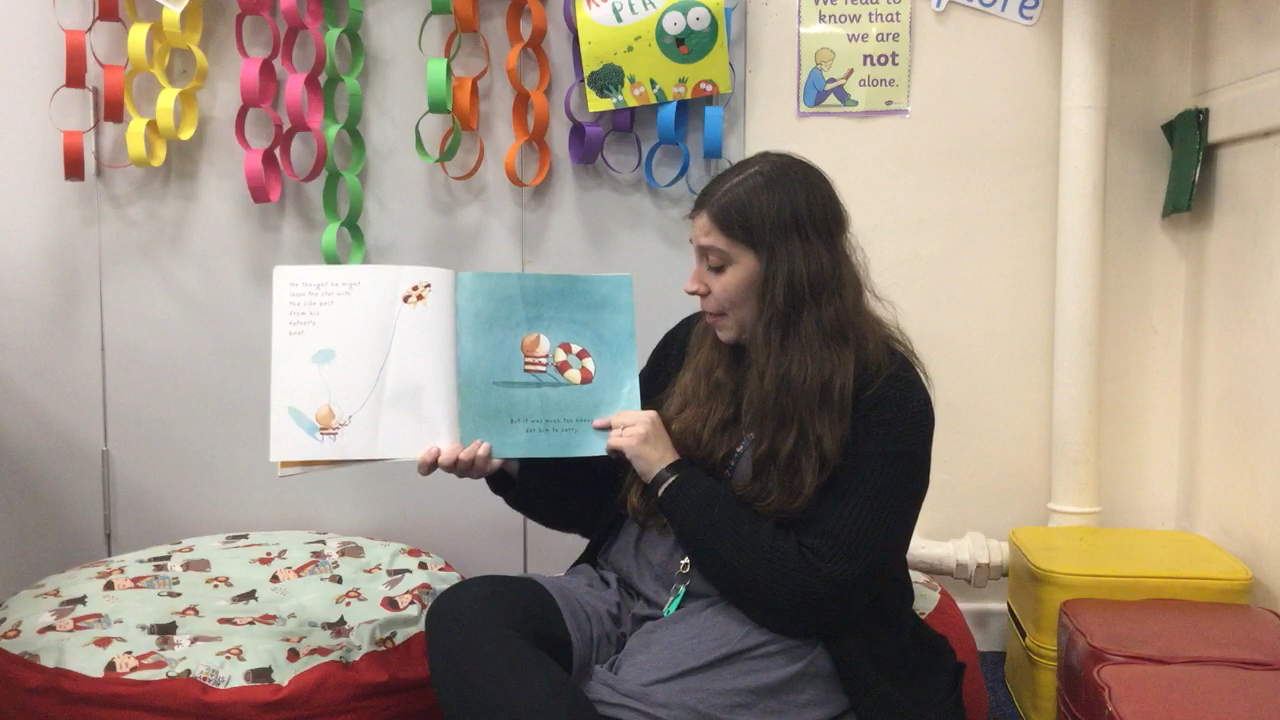 PEA
We read to
know that
we are
not
alone.
more
He thought he might
lasso the star with
the life belt
from his
father's
boat.
But it was much too heavy
for him to carry.